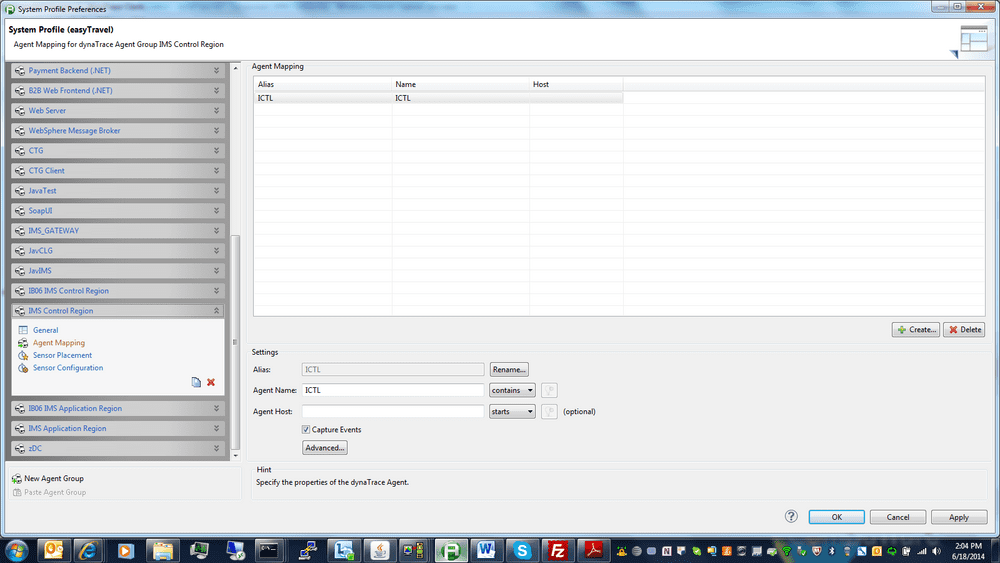 System Profile Preferences
System Profile (easyTravel)
Agent Mapping for dynaTrace Agent Group IMS Control Region
Payment Backend (.NET)
B2B Web Frontend (.NET)
Web Server
WebSphere Message Broker
CTG
CTG Client
JavaTest
SoapUI
IMS_GATEWAY
JavCLG
JavIMS
IB06 IMS Control Region
IMS Control Region
General
Agent Mapping
Sensor Placement
Sensor Configuration
IB06 IMS Application Region
IMS Application Region
zDC
New Agent Group
Paste Agent Group
Agent Mapping
Alias Name Host
ICTL ICTL
Create... Delete
Settings
Alias: ICTL Rename...
Agent Name: ICTL contains
Agent Host: starts (optional)
Capture Events
Advanced...
Hint
Specify the properties of the dynaTrace Agent.
? OK Cancel Apply
2:04 PM
6/18/2014